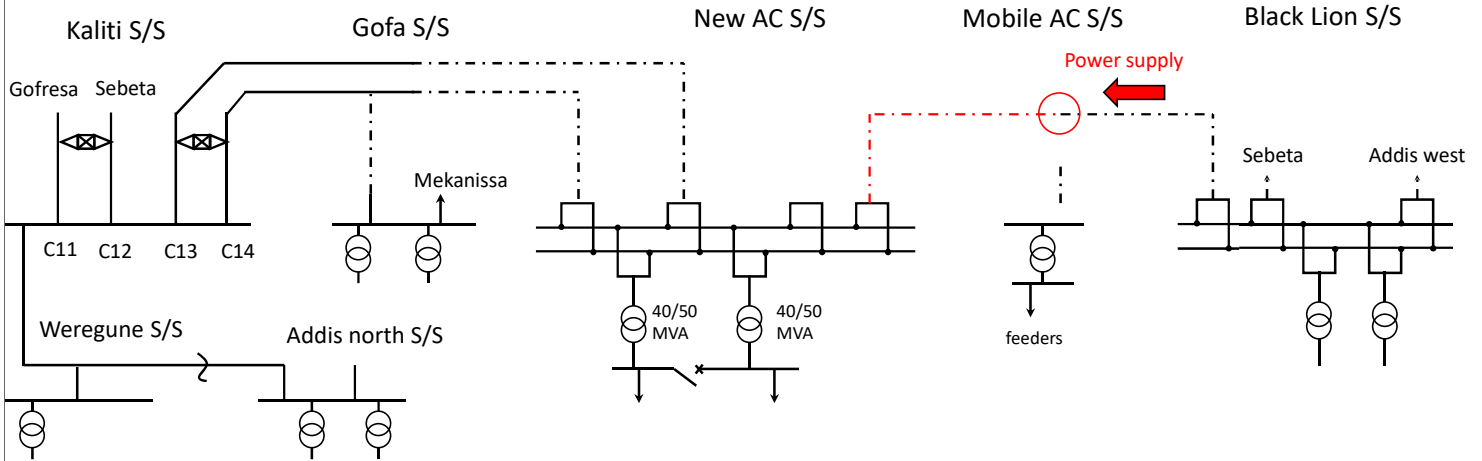 Kaliti S/S
Gofa S/S
New AC S/S
Mobile AC S/S
Black Lion S/S
Power supply
Gofresa
Sebeta
Mekanissa
Sebeta
Addis west
C11
C12
C13
C14
40/50
MVA
40/50
MVA
feeders
Weregune S/S
Addis north S/S